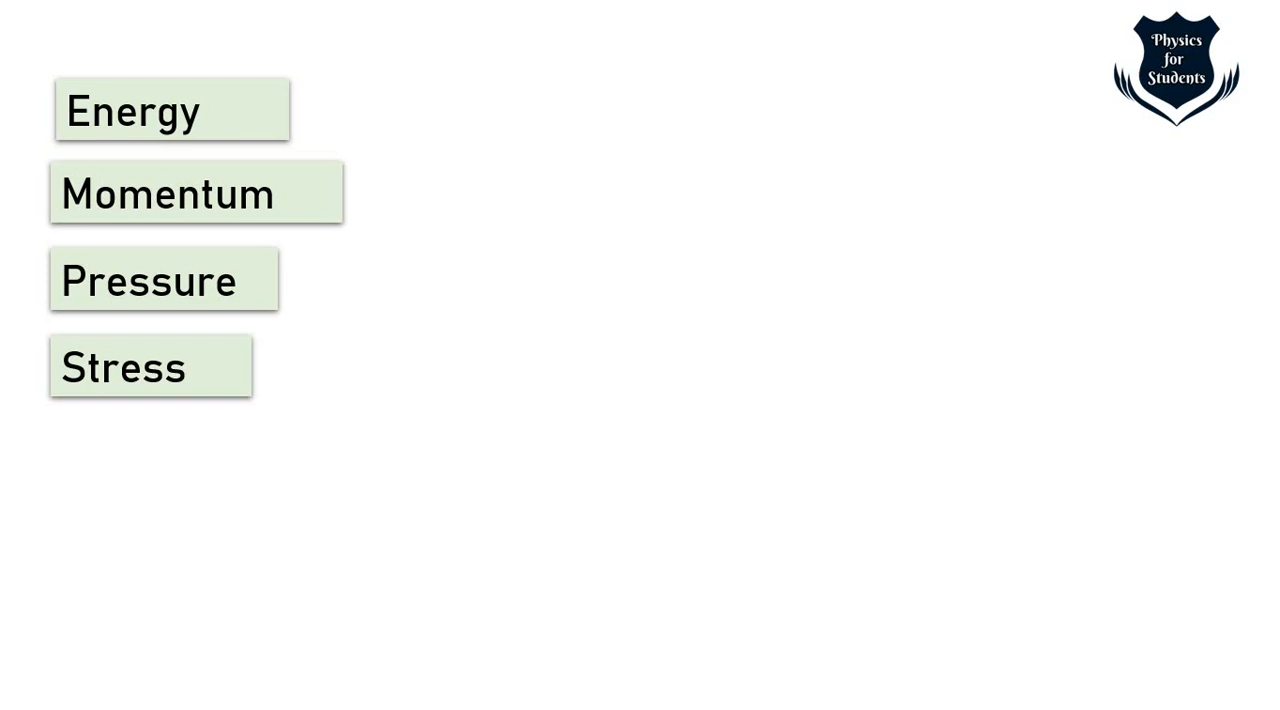 Physics
for
Students
Energy
Momentum
Pressure
Stress